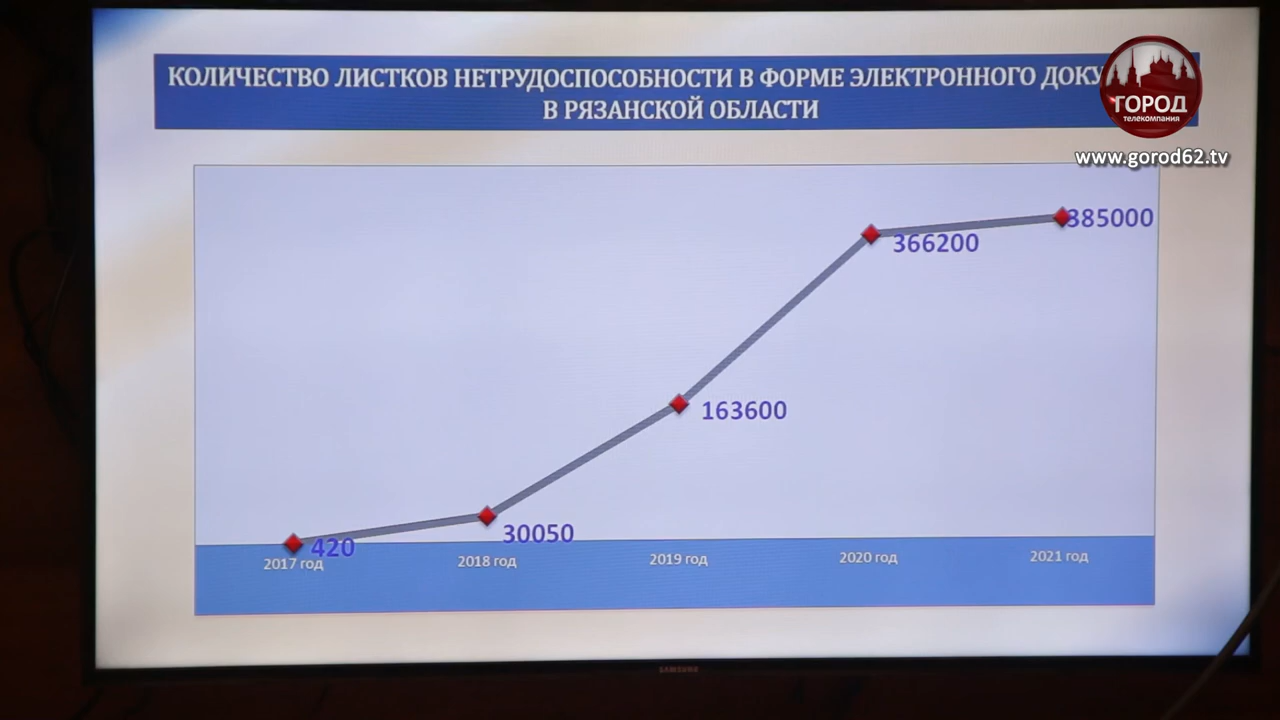 КОЛИЧЕСТВО ЛИСТКОВ НЕТРУДОСПОСОБНОСТИ В ФОРМЕ ЭЛЕКТРОННОГО ДОКУ
В РЯЗАНСКОЙ ОБЛАСТИ
ГОРОД
телекомпания
www.gorod62.tv
385000
366200
163600
30050
420
2017 год
2018 год
2019 год
2020 год
2021 год
SAMSUNG